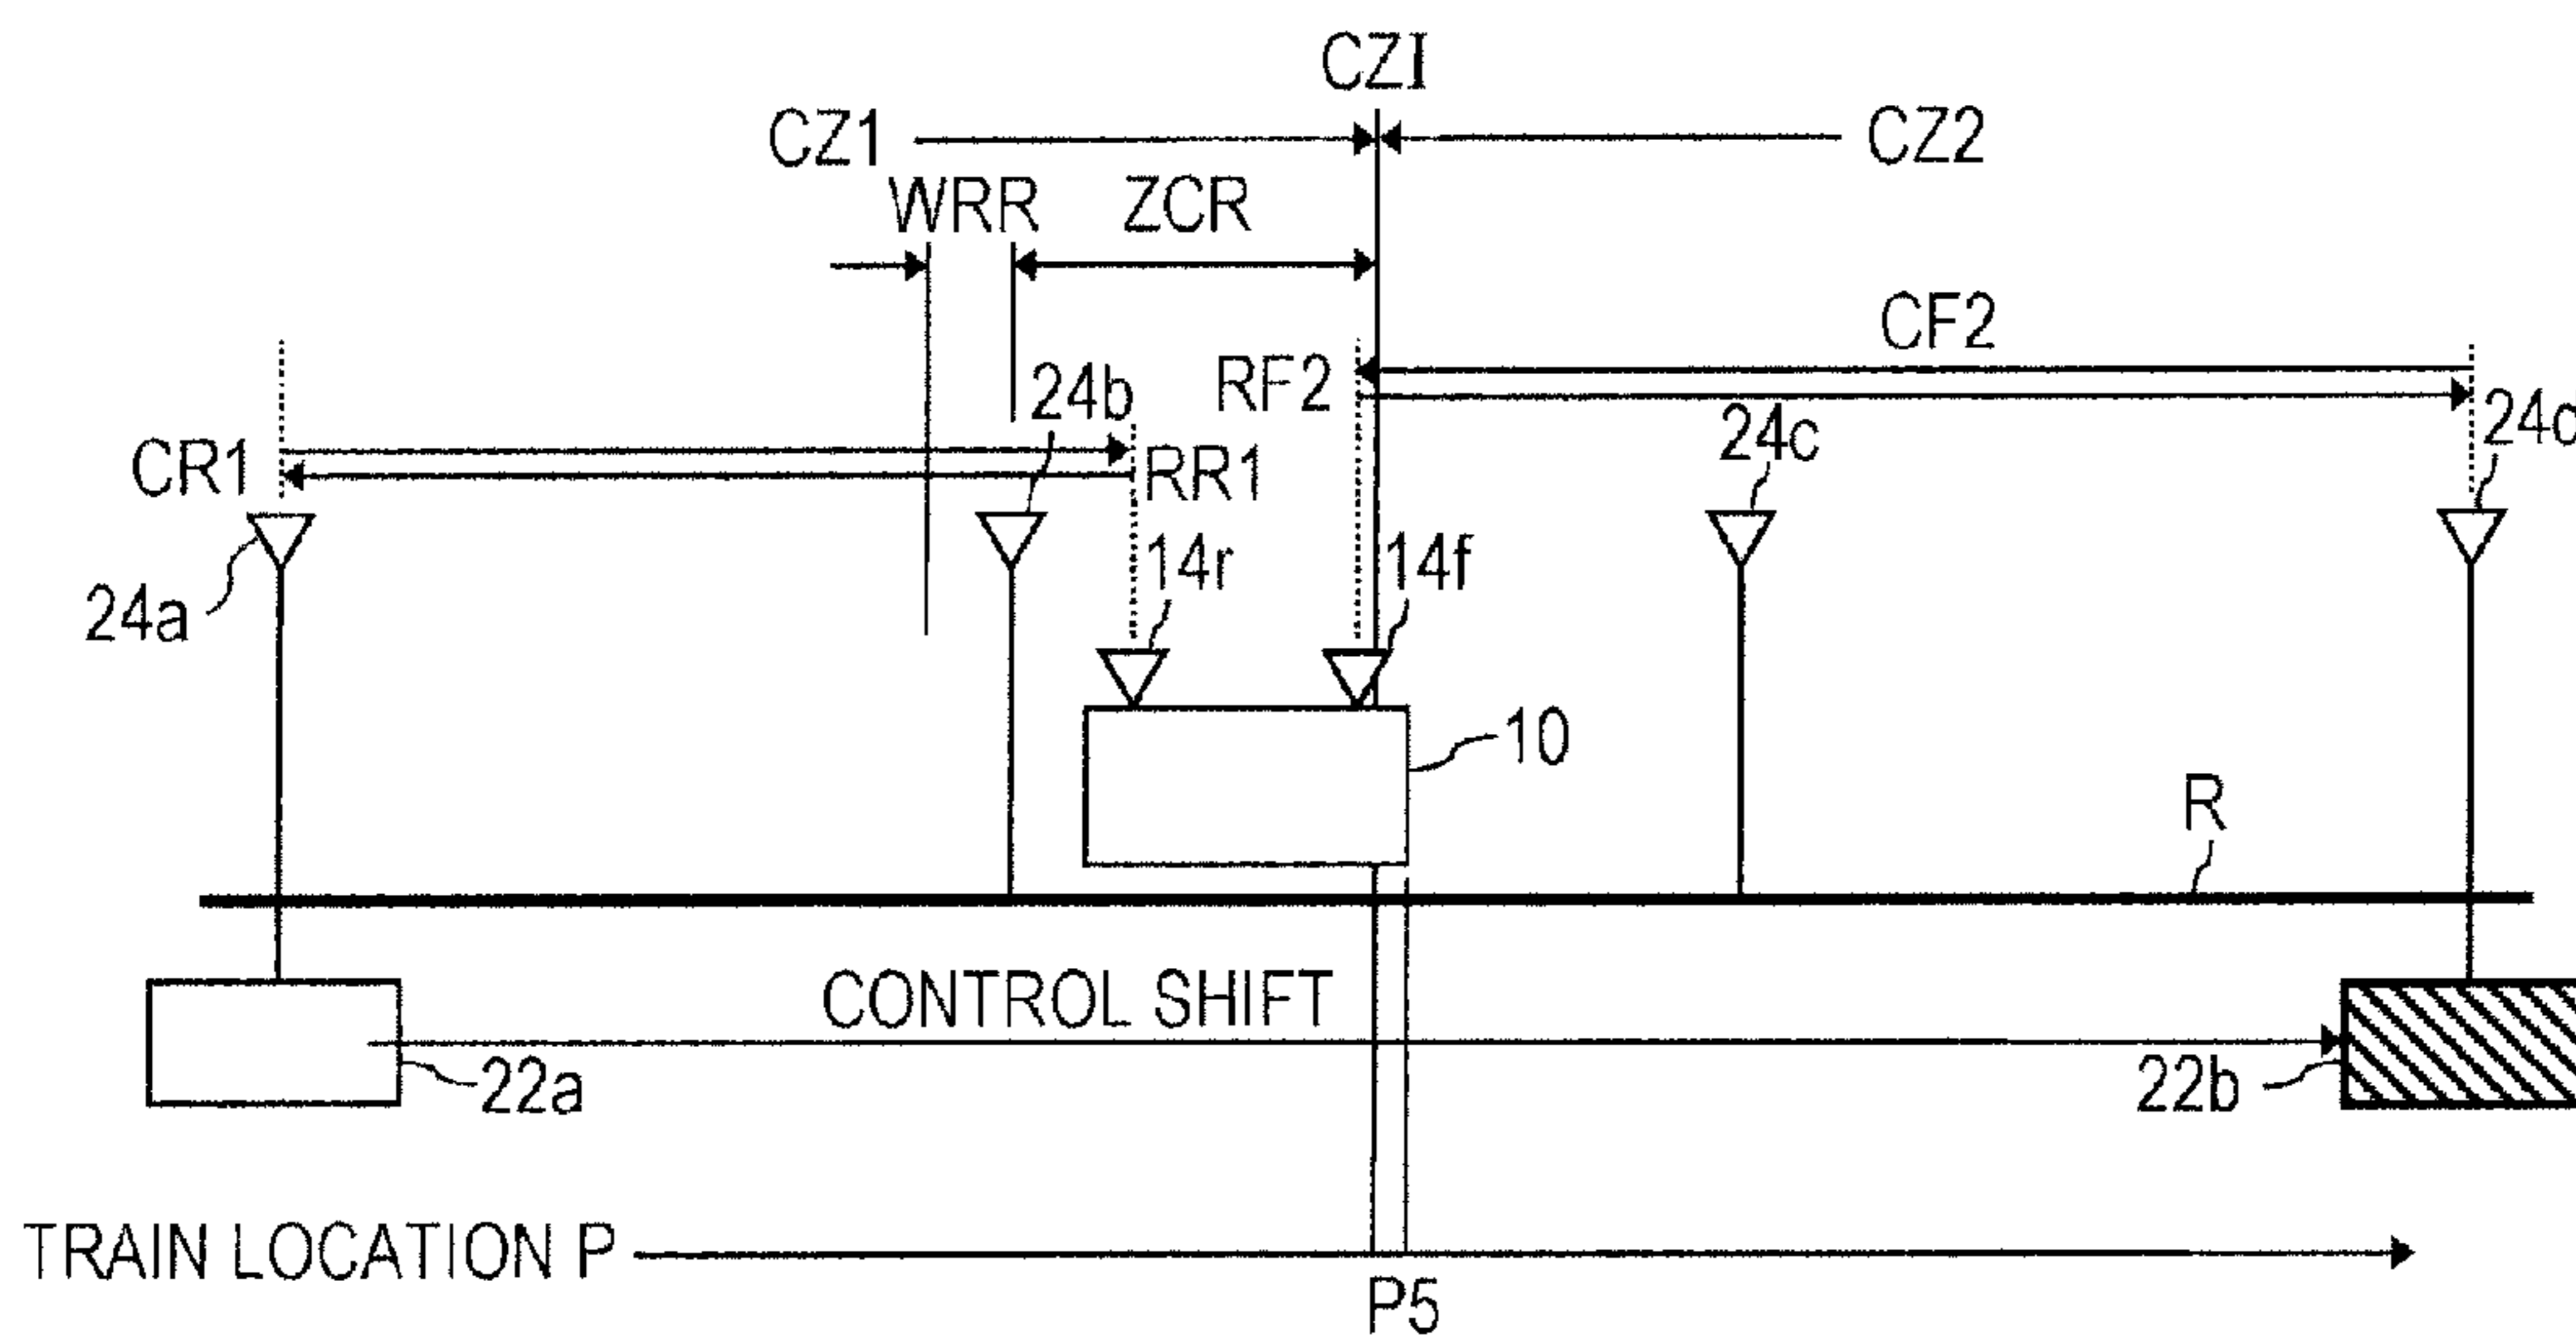 CZI
CZ1
CZ2
WRR
ZCR
CF2
RF2
24b
24c
24d
CR1
RR1
14r
14f
24a
10
R
CONTROL SHIFT
22a
22b
TRAIN LOCATION P
P5